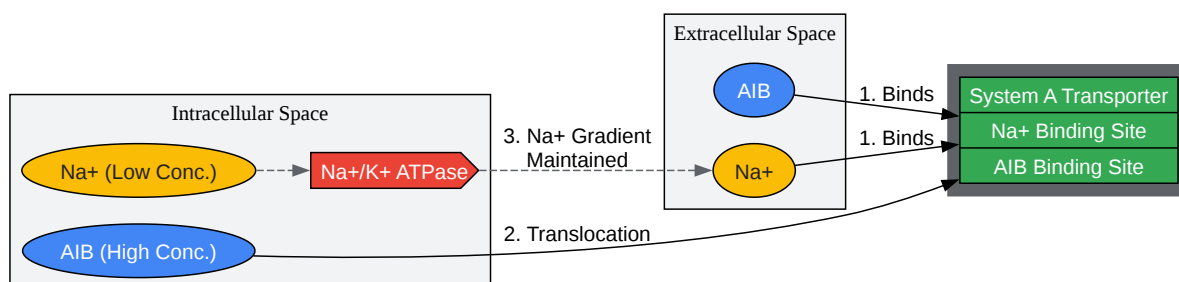 Extracellular Space
AIB
1. Binds
System A Transporter
Intracellular Space
3. Na+ Gradient
Maintained
1. Binds
Na+ Binding Site
Na+ (Low Conc.)
Na+/K+ ATPase
Na+
AIB Binding Site
AIB (High Conc.)
2. Translocation